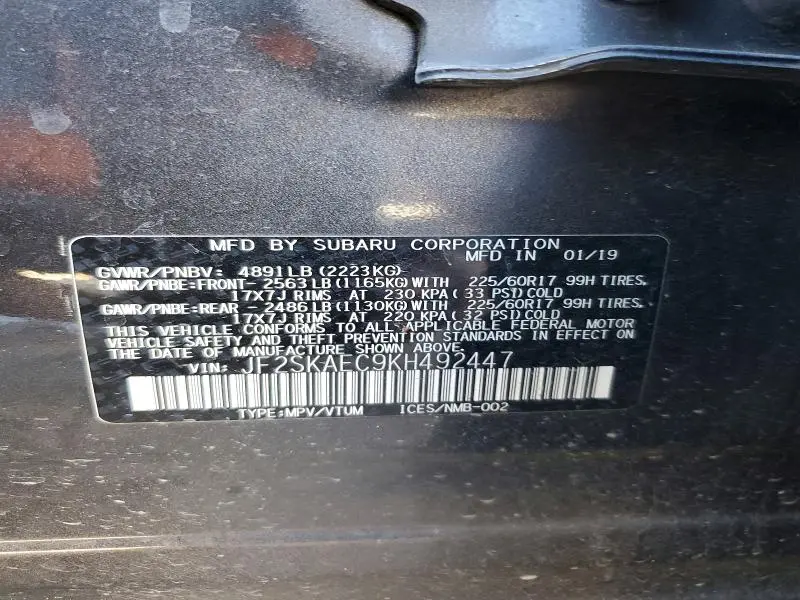 MFD BY SUBARU CORPORATION
MFD IN 01/19
GVWR/PNBV: 4891LB(2223KG)
GAWR/PNBE:FRONT- 2563LB(1165KG)WITH 225/60R17 99H TIRES.
17X7J RIMS AT 230 KPA( 33 PSI)COLD
GAWR/PNBE:REAR -2486LB(1130KG)WITH 225/60R17 99H TIRES.
17X7J RIMS AT 220 KPA( 32 PSI)COLD
THIS VEHICLE CONFORMS TO ALL APPLICABLE FEDERAL MOTOR
VEHICLE SAFETY AND THEFT PREVENTION STANDARDS IN EFFECT ON
THE DATE OF MANUFACTURE SHOWN ABOVE.
VIN: JF2SKAEC9KH492447
TYPE:MPV/VTUM ICES/NMB-002